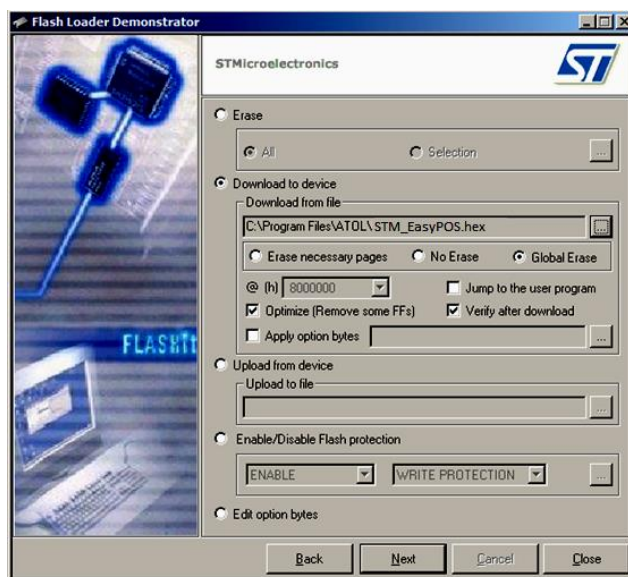 Flash Loader Demonstrator
STMicroelectronics
ST
Erase
All Selection ...
Download to device
Download from file
C:\Program Files\ATOL\STM_EasyPOS.hex ...
Erase necessary pages No Erase Global Erase
@ (h) 8000000 Jump to the user program
Optimize (Remove some FFs) Verify after download
Apply option bytes ...
FLASHIt
Upload from device
Upload to file
...
Enable/Disable Flash protection
ENABLE WRITE PROTECTION ...
Edit option bytes
Back Next Cancel Close